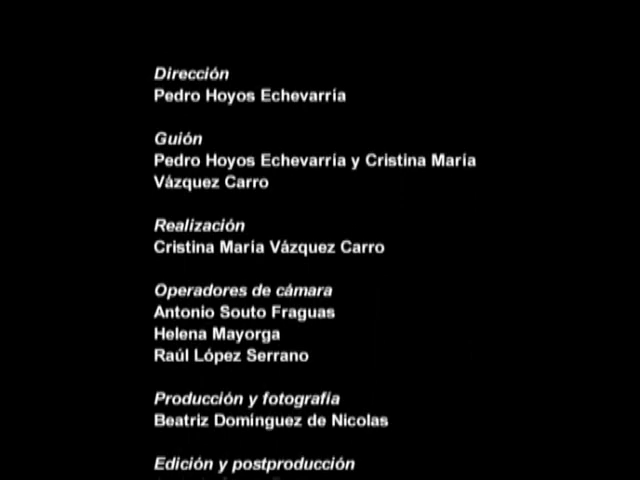 Dirección
Pedro Hoyos Echevarría
Guión
Pedro Hoyos Echevarría y Cristina María
Vázquez Carro
Realización
Cristina María Vázquez Carro
Operadores de cámara
Antonio Souto Fraguas
Helena Mayorga
Raúl López Serrano
Producción y fotografía
Beatriz Domínguez de Nicolas
Edición y postproducción